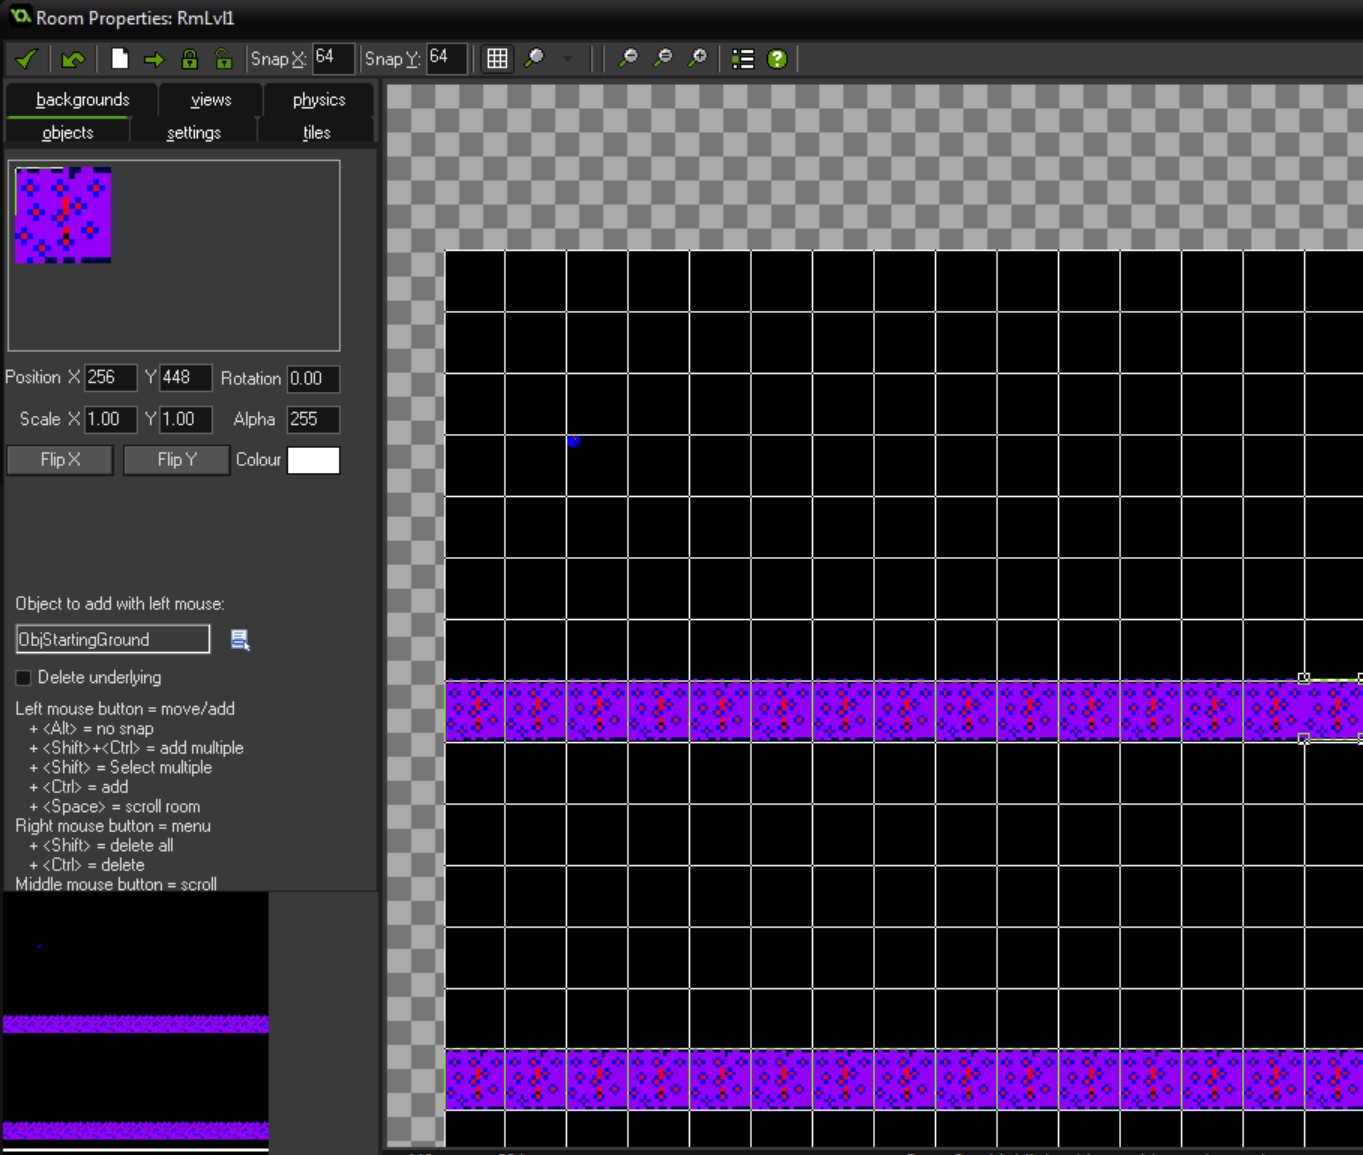 Room Properties: RmLvl1
Snap X: 64 Snap Y: 64
backgrounds views physics
objects settings tiles
Position X 256 Y 448 Rotation 0.00
Scale X 1.00 Y 1.00 Alpha 255
Flip X Flip Y Colour
Object to add with left mouse:
ObjStartingGround
Delete underlying
Left mouse button = move/add
+ <Alt> = no snap
+ <Shift>+<Ctrl> = add multiple
+ <Shift> = Select multiple
+ <Ctrl> = add
+ <Space> = scroll room
Right mouse button = menu
+ <Shift> = delete all
+ <Ctrl> = delete
Middle mouse button = scroll